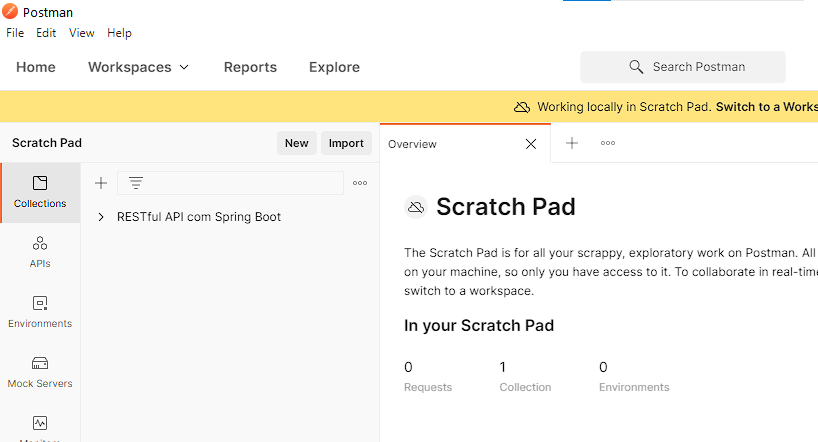 Postman
File Edit View Help
Home Workspaces Reports Explore Search Postman
Working locally in Scratch Pad. Switch to a Works
Scratch Pad New Import
Overview
Collections
RESTful API com Spring Boot
APIs
Environments
Mock Servers
Scratch Pad
The Scratch Pad is for all your scrappy, exploratory work on Postman. All
on your machine, so only you have access to it. To collaborate in real-time
switch to a workspace.
In your Scratch Pad
0 1 0
Requests Collection Environments